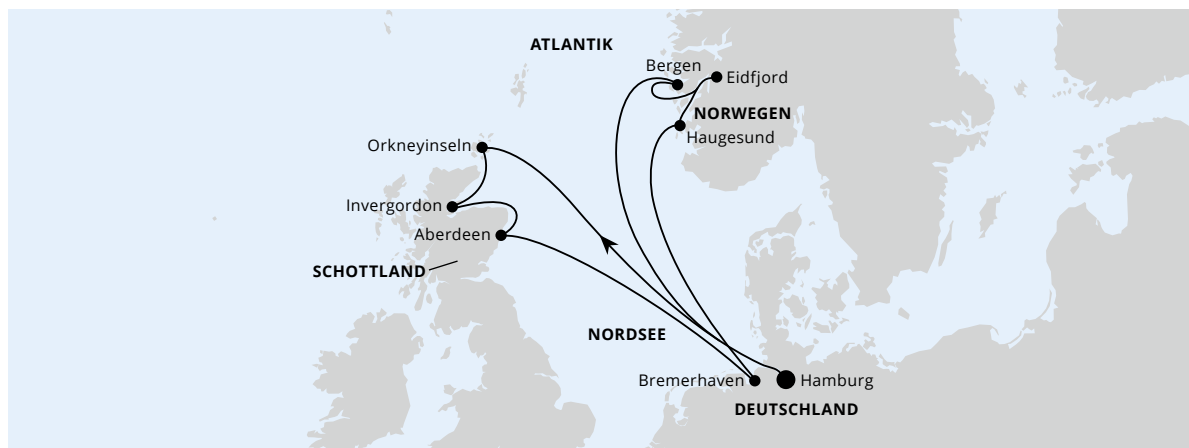 ATLANTIK
Bergen
Eidfjord
NORWEGEN
Haugesund
Orkneyinseln
Invergordon
Aberdeen
SCHOTTLAND
NORDSEE
Bremerhaven
Hamburg
DEUTSCHLAND